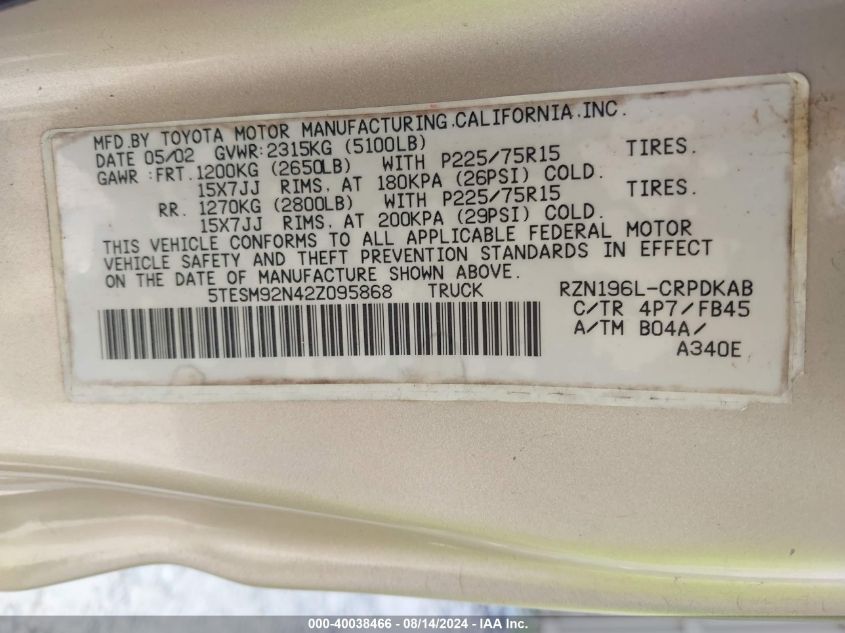 MFD.BY TOYOTA MOTOR MANUFACTURING,CALIFORNIA,INC.
DATE 05/02 GVWR:2315KG (5100LB)
GAWR :FRT.1200KG (2650LB) WITH P225/75R15 TIRES.
15X7JJ RIMS. AT 180KPA (26PSI) COLD.
RR. 1270KG (2800LB) WITH P225/75R15 TIRES.
15X7JJ RIMS. AT 200KPA (29PSI) COLD.
THIS VEHICLE CONFORMS TO ALL APPLICABLE FEDERAL MOTOR
VEHICLE SAFETY AND THEFT PREVENTION STANDARDS IN EFFECT
ON THE DATE OF MANUFACTURE SHOWN ABOVE.
5TESM92N42Z095868 TRUCK RZN196L-CRPDKAB
C/TR 4P7/FB45
A/TM B04A/
A340E
000-40038466 - 08/14/2024 - IAA Inc.